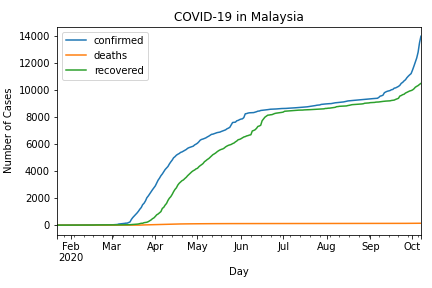 COVID-19 in Malaysia
confirmed
deaths
recovered
Number of Cases
14000
12000
10000
8000
6000
4000
2000
0
Feb Mar Apr May Jun Jul Aug Sep Oct
2020
Day